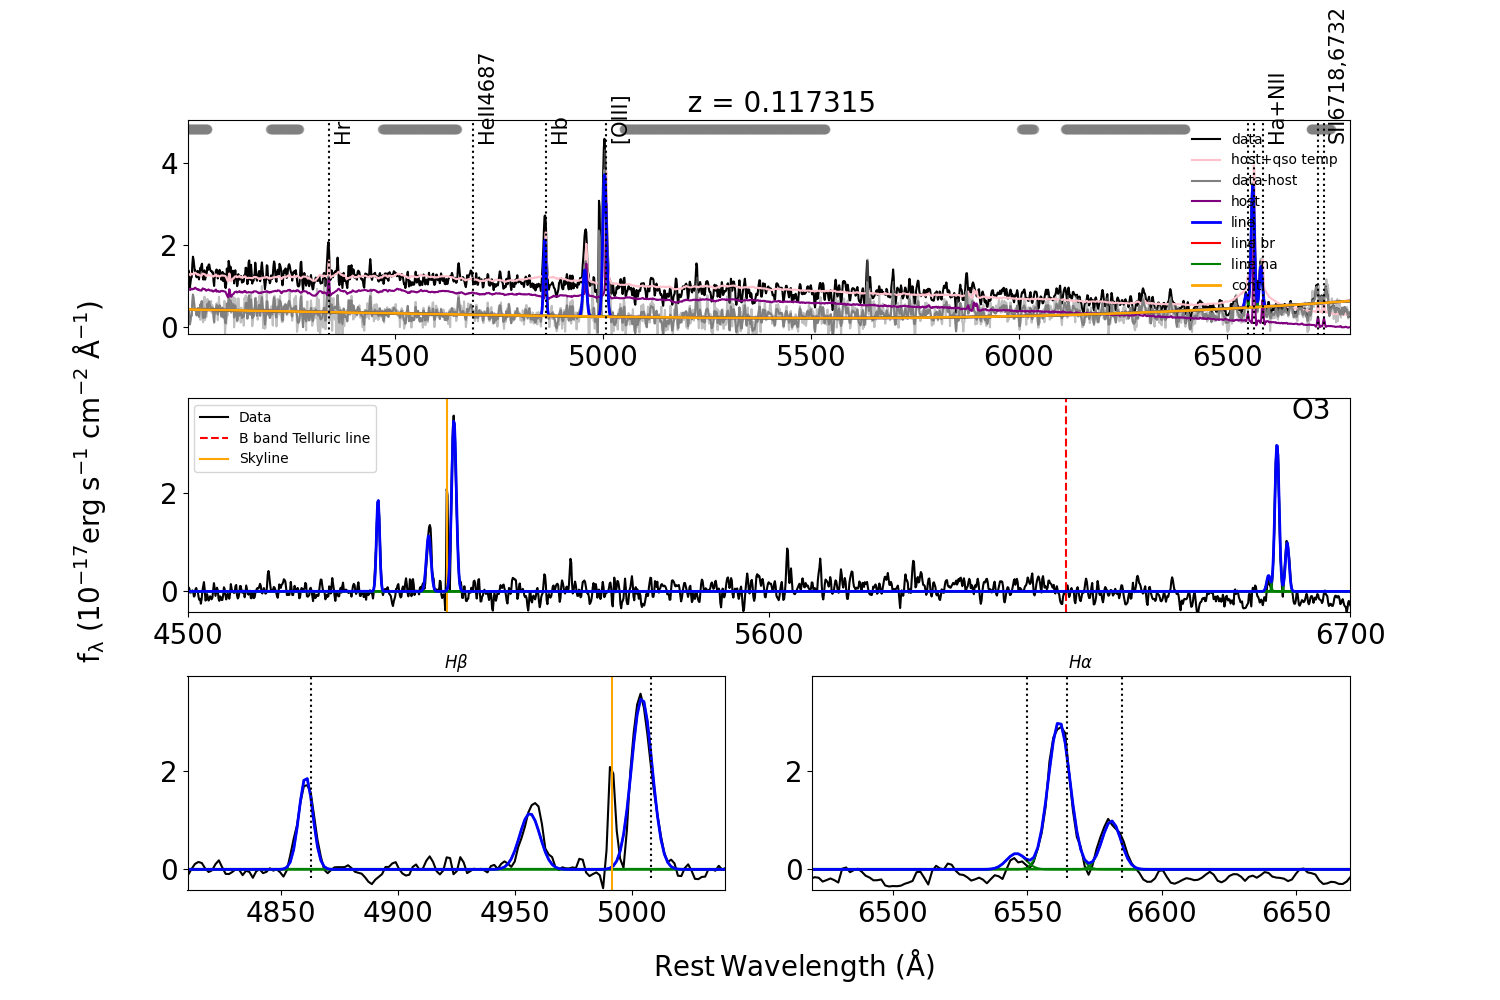 z = 0.117315
Hr
HeII4687
Hb
[OIII]
Ha+NII
SII6718,6732
data
host+qso temp
data-host
host
line
line br
line na
conti
4
2
0
4500
5000
5500
6000
6500
fλ (10⁻¹⁷erg s⁻¹ cm⁻² Å⁻¹)
Data
B band Telluric line
Skyline
O3
2
0
4500
5600
6700
Hβ
2
0
4850
4900
4950
5000
Hα
2
0
6500
6550
6600
6650
Rest Wavelength (Å)